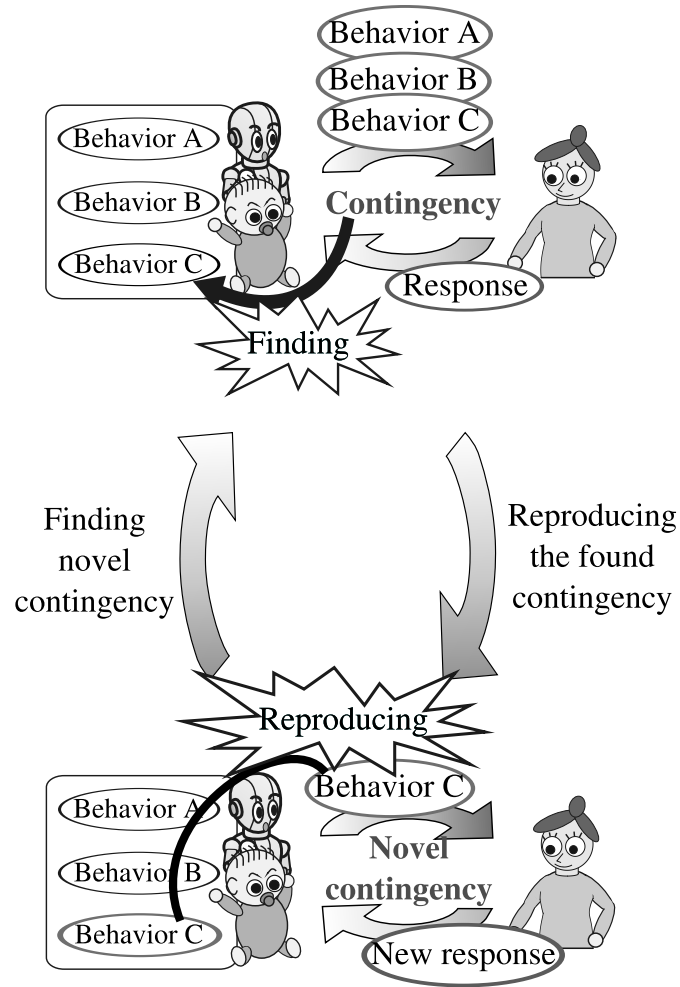 Behavior A
Behavior B
Behavior C
Behavior A
Behavior B
Behavior C
Contingency
Response
Finding
Finding
novel
contingency
Reproducing
the found
contingency
Reproducing
Behavior C
Behavior A
Behavior B
Behavior C
Novel
contingency
New response